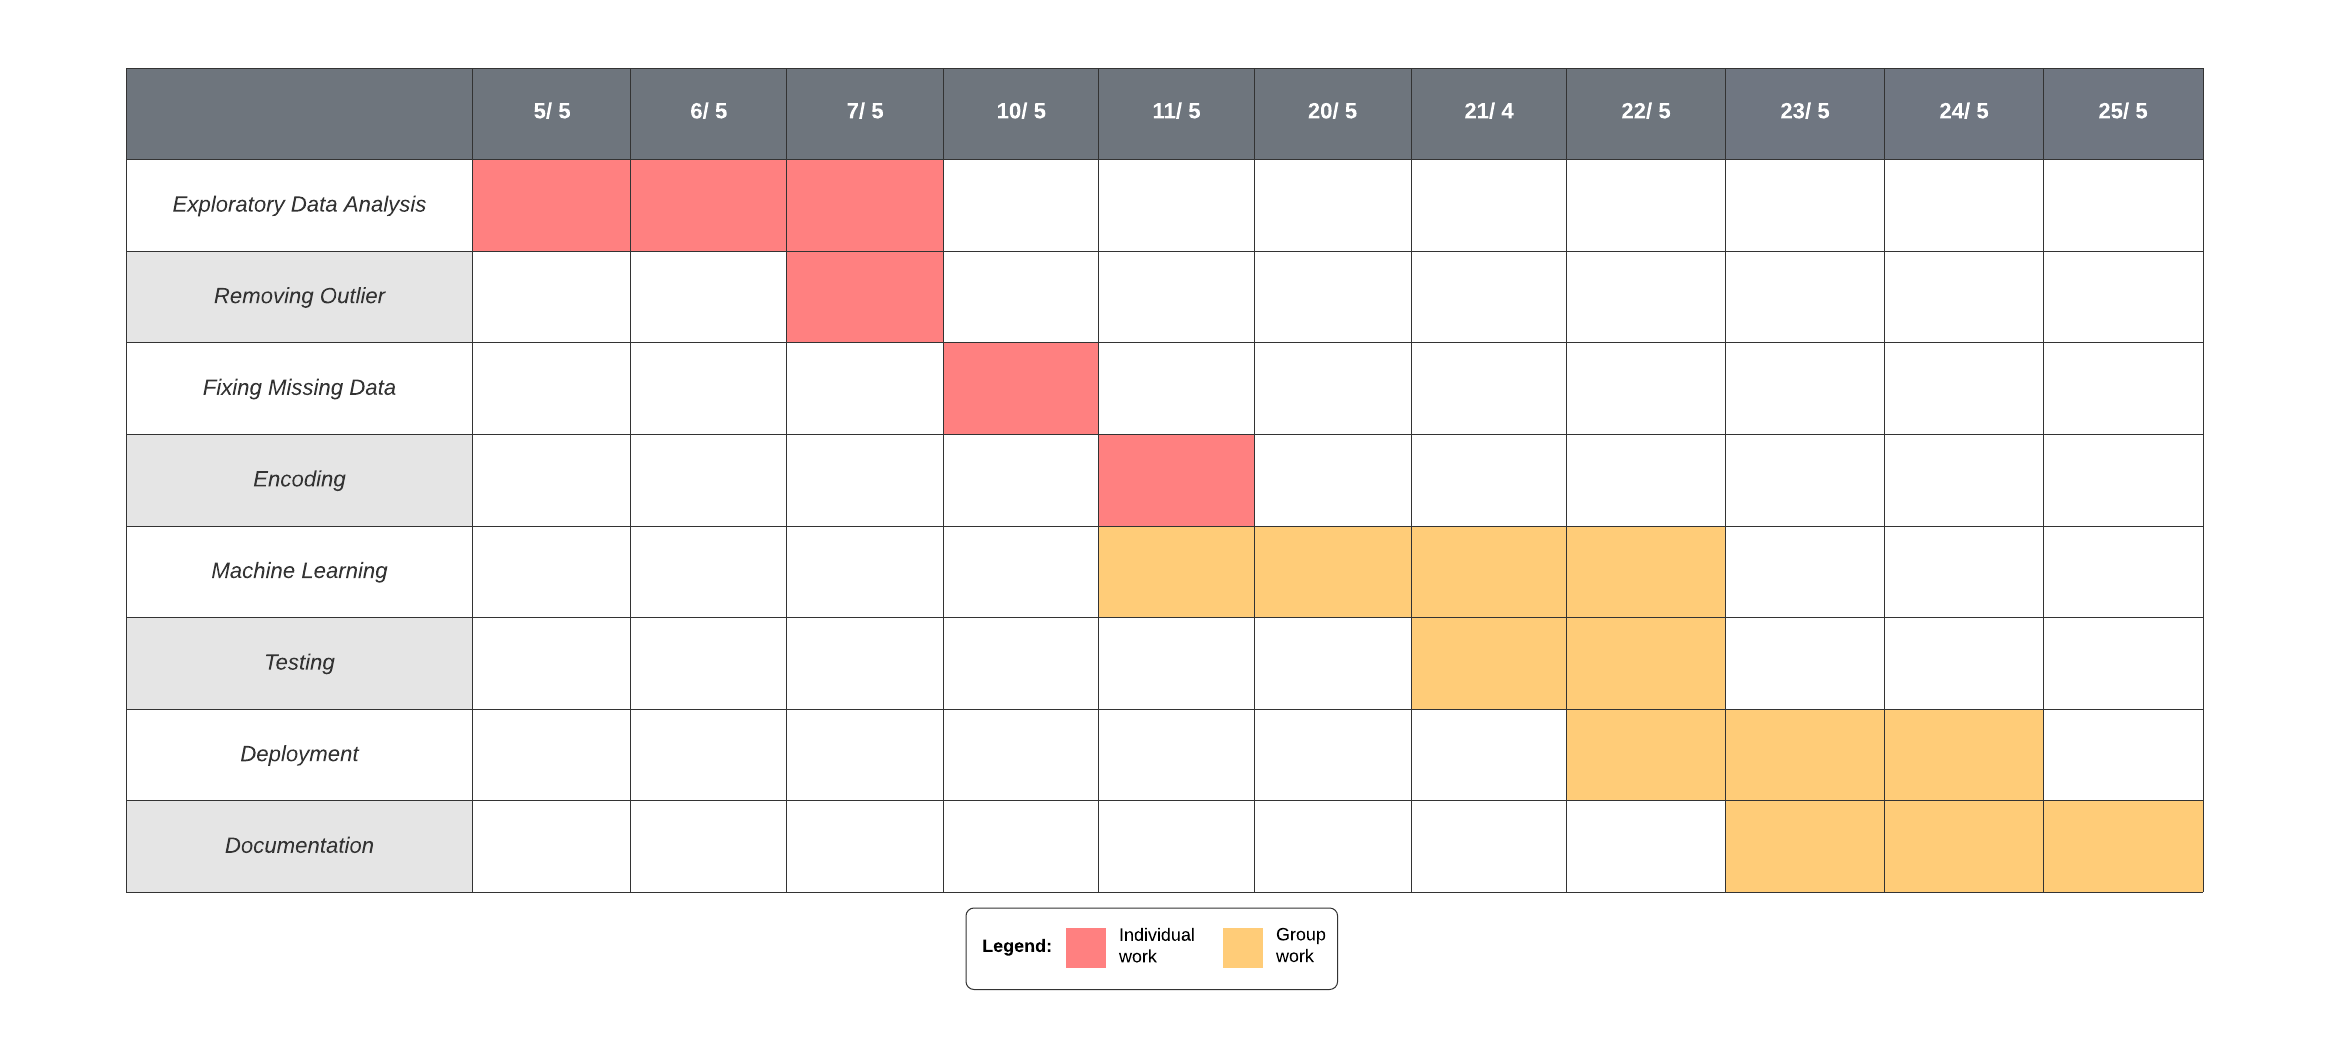 5/ 5 6/ 5 7/ 5 10/ 5 11/ 5 20/ 5 21/ 4 22/ 5 23/ 5 24/ 5 25/ 5
Exploratory Data Analysis
Removing Outlier
Fixing Missing Data
Encoding
Machine Learning
Testing
Deployment
Documentation
Legend:
Individual
work
Group
work